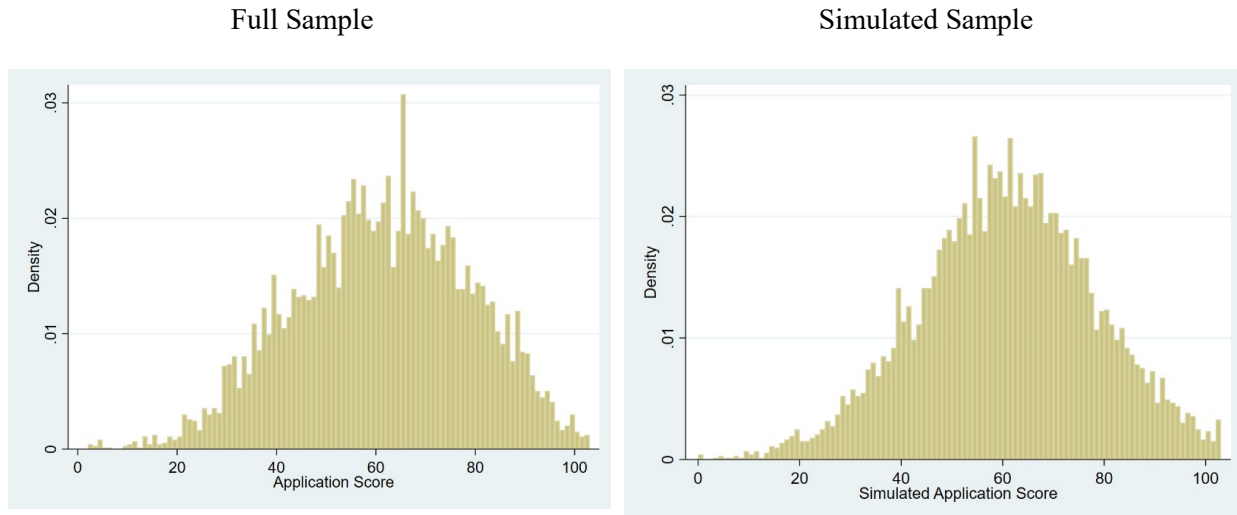 Full Sample
Simulated Sample
.03
.02
.01
0
Density
0 20 40 60 80 100
Application Score
.03
.02
.01
0
Density
0 20 40 60 80 100
Simulated Application Score